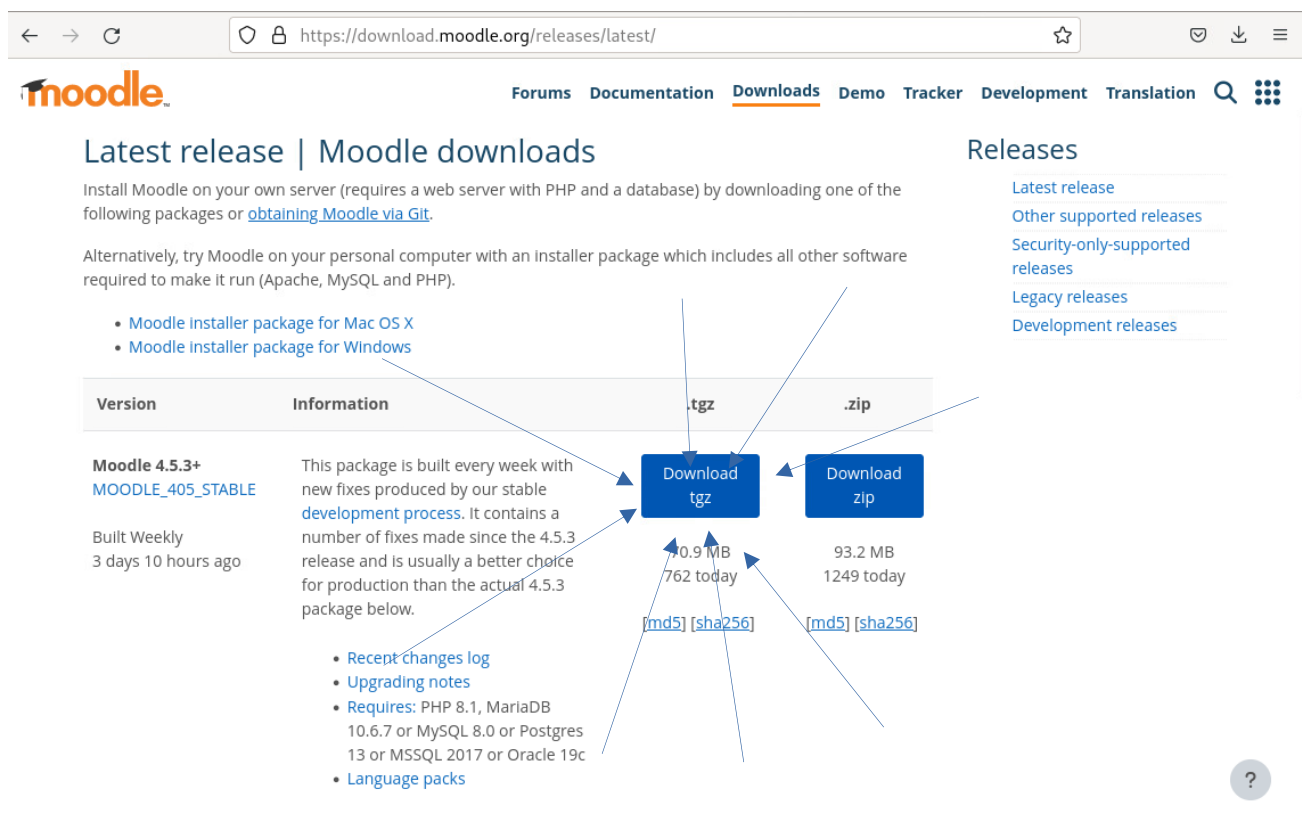 https://download.moodle.org/releases/latest/
moodle
Forums Documentation Downloads Demo Tracker Development Translation
Latest release | Moodle downloads
Install Moodle on your own server (requires a web server with PHP and a database) by downloading one of the
following packages or obtaining Moodle via Git.
Alternatively, try Moodle on your personal computer with an installer package which includes all other software
required to make it run (Apache, MySQL and PHP).
• Moodle installer package for Mac OS X
• Moodle installer package for Windows
Releases
Latest release
Other supported releases
Security-only-supported
releases
Legacy releases
Development releases
Version Information .tgz .zip
Moodle 4.5.3+
MOODLE_405_STABLE
Built Weekly
3 days 10 hours ago
This package is built every week with
new fixes produced by our stable
development process. It contains a
number of fixes made since the 4.5.3
release and is usually a better choice
for production than the actual 4.5.3
package below.
• Recent changes log
• Upgrading notes
• Requires: PHP 8.1, MariaDB
10.6.7 or MySQL 8.0 or Postgres
13 or MSSQL 2017 or Oracle 19c
• Language packs
Download
tgz
70.9 MB
762 today
[md5] [sha256]
Download
zip
93.2 MB
1249 today
[md5] [sha256]
?